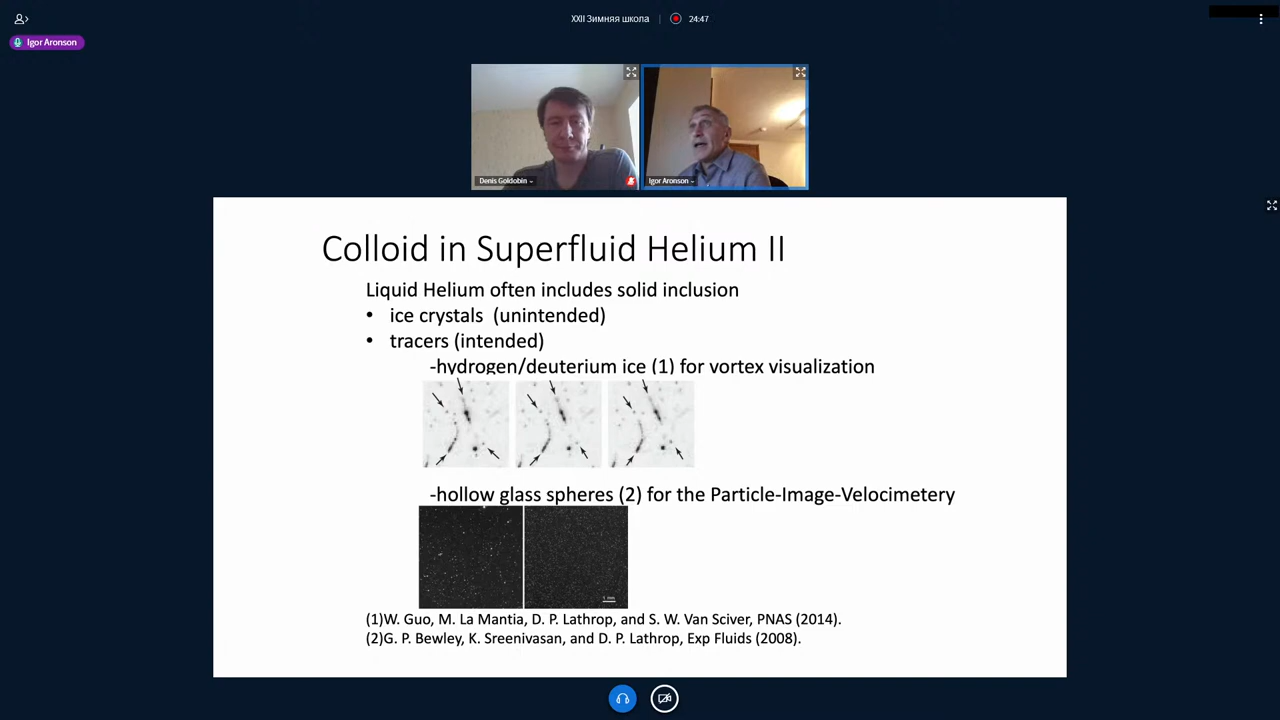 XXII Зимняя школа
24:47
Igor Aronson
Denis Goldobin
Igor Aronson
Colloid in Superfluid Helium II
Liquid Helium often includes solid inclusion
• ice crystals (unintended)
• tracers (intended)
-hydrogen/deuterium ice (1) for vortex visualization
-hollow glass spheres (2) for the Particle-Image-Velocimetery
(1)W. Guo, M. La Mantia, D. P. Lathrop, and S. W. Van Sciver, PNAS (2014).
(2)G. P. Bewley, K. Sreenivasan, and D. P. Lathrop, Exp Fluids (2008).